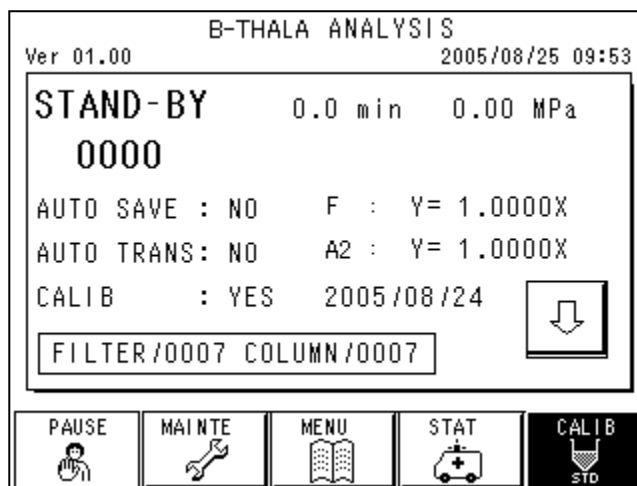 B-THALA ANALYSIS
Ver 01.00 2005/08/25 09:53
STAND-BY 0.0 min 0.00 MPa
0000
AUTO SAVE : NO F : Y= 1.0000X
AUTO TRANS: NO A2 : Y= 1.0000X
CALIB : YES 2005/08/24
FILTER/0007 COLUMN/0007
PAUSE MAINTE MENU STAT CALIB
STD